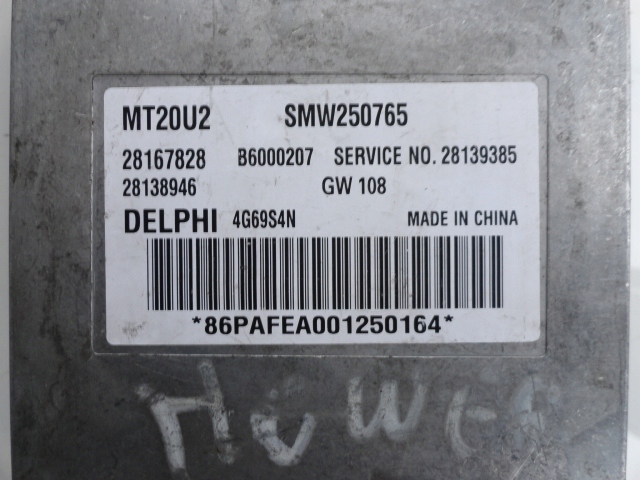 MT20U2 SMW250765
28167828 B6000207 SERVICE NO. 28139385
28138946 GW 108
DELPHI 4G69S4N MADE IN CHINA
*86PAFEA001250164*